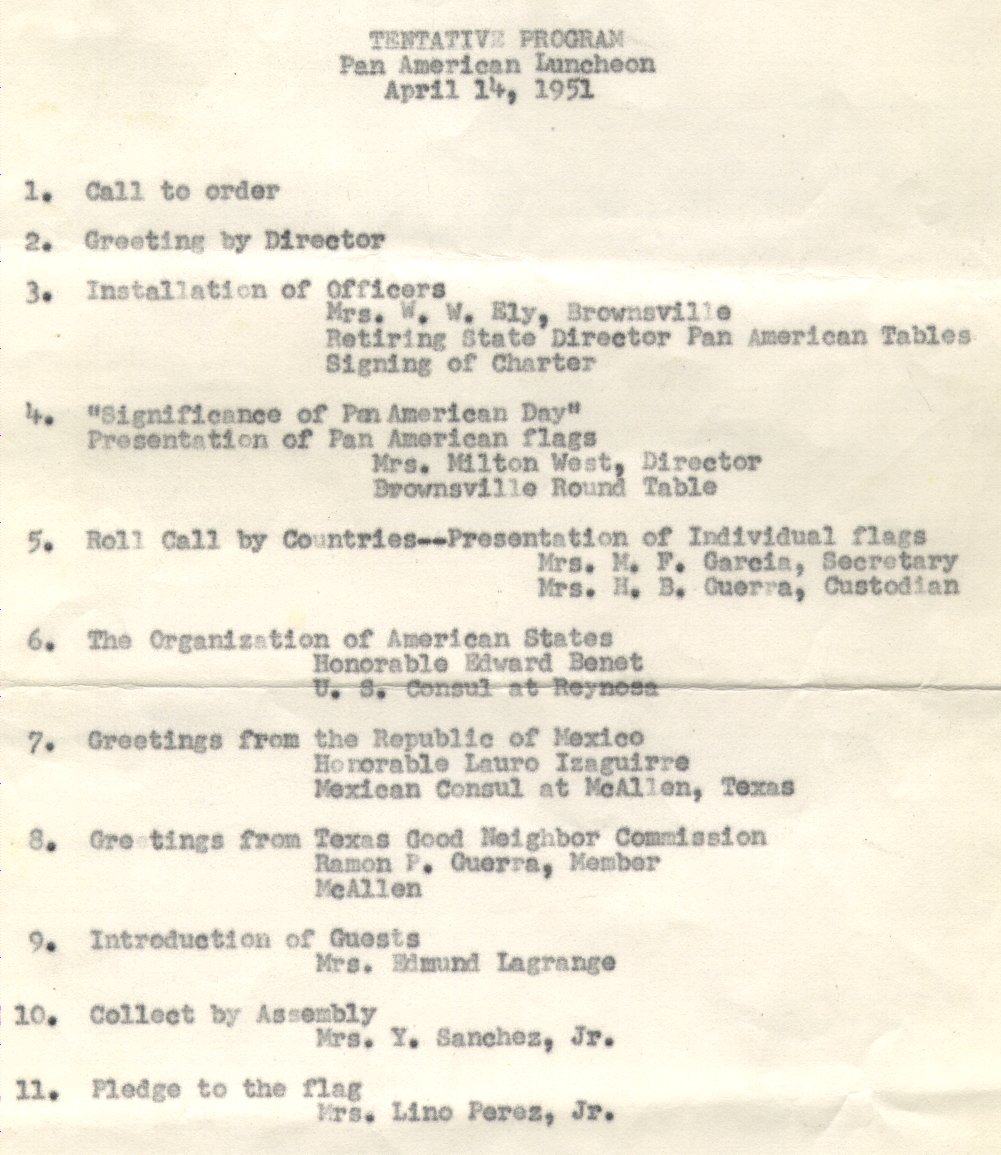 TENTATIVE PROGRAM
Pan American Luncheon
April 14, 1951
1. Call to order
2. Greeting by Director
3. Installation of Officers
Mrs. W. W. Ely, Brownsville
Retiring State Director Pan American Tables
Signing of Charter
4. "Significance of Pan American Day"
Presentation of Pan American flags
Mrs. Milton West, Director
Brownsville Round Table
5. Roll Call by Countries--Presentation of Individual flags
Mrs. M. F. Garcia, Secretary
Mrs. H. B. Guerra, Custodian
6. The Organization of American States
Honorable Edward Benet
U. S. Consul at Reynosa
7. Greetings from the Republic of Mexico
Honorable Lauro Izaguirre
Mexican Consul at McAllen, Texas
8. Greetings from Texas Good Neighbor Commission
Ramon P. Guerra, Member
McAllen
9. Introduction of Guests
Mrs. Edmund Lagrange
10. Collect by Assembly
Mrs. Y. Sanchez, Jr.
11. Pledge to the flag
Mrs. Lino Perez, Jr.